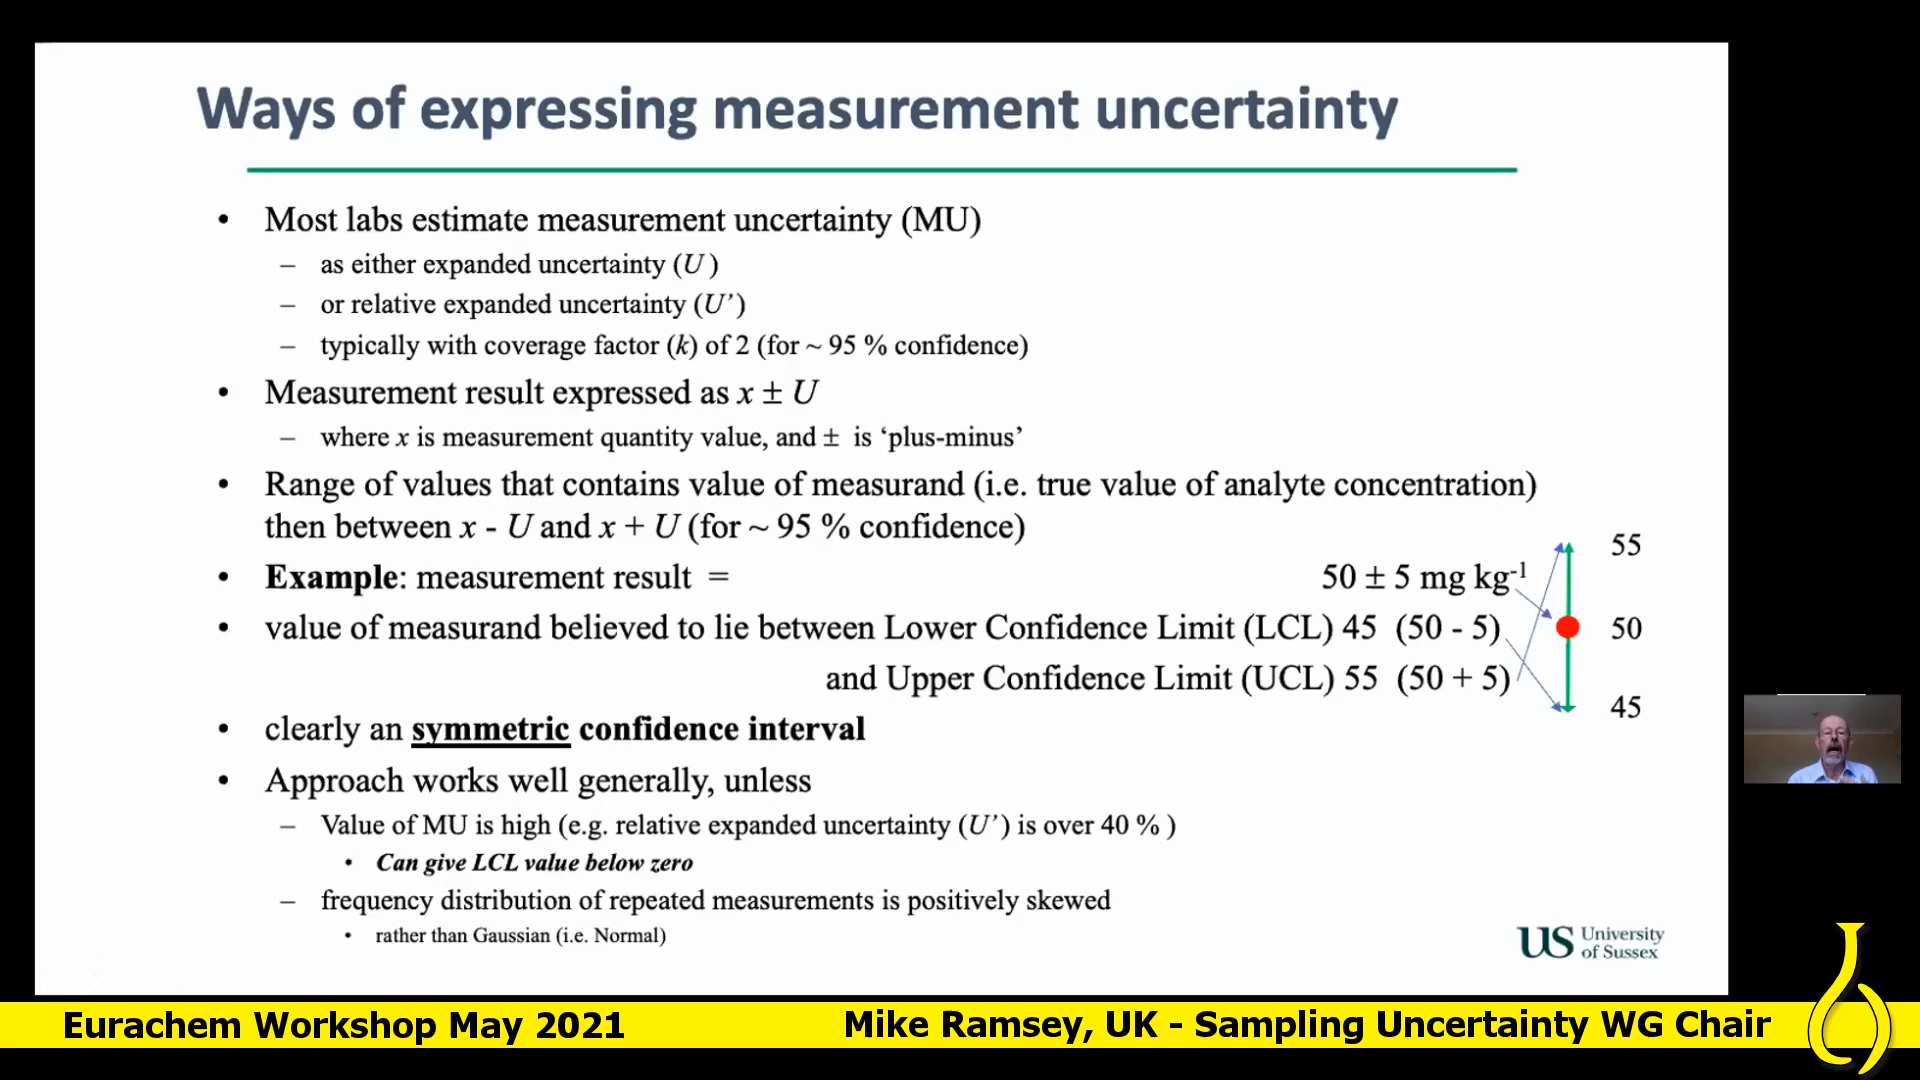 Ways of expressing measurement uncertainty
• Most labs estimate measurement uncertainty (MU)
– as either expanded uncertainty (U )
– or relative expanded uncertainty (U’)
– typically with coverage factor (k) of 2 (for ~ 95 % confidence)
• Measurement result expressed as x ± U
– where x is measurement quantity value, and ± is ‘plus-minus’
• Range of values that contains value of measurand (i.e. true value of analyte concentration)
then between x - U and x + U (for ~ 95 % confidence)
• Example: measurement result = 50 ± 5 mg kg⁻¹
• value of measurand believed to lie between Lower Confidence Limit (LCL) 45 (50 - 5)
and Upper Confidence Limit (UCL) 55 (50 + 5)
55
50
45
• clearly an symmetric confidence interval
• Approach works well generally, unless
– Value of MU is high (e.g. relative expanded uncertainty (U’) is over 40 % )
• Can give LCL value below zero
– frequency distribution of repeated measurements is positively skewed
• rather than Gaussian (i.e. Normal)
US University
of Sussex
Eurachem Workshop May 2021
Mike Ramsey, UK - Sampling Uncertainty WG Chair